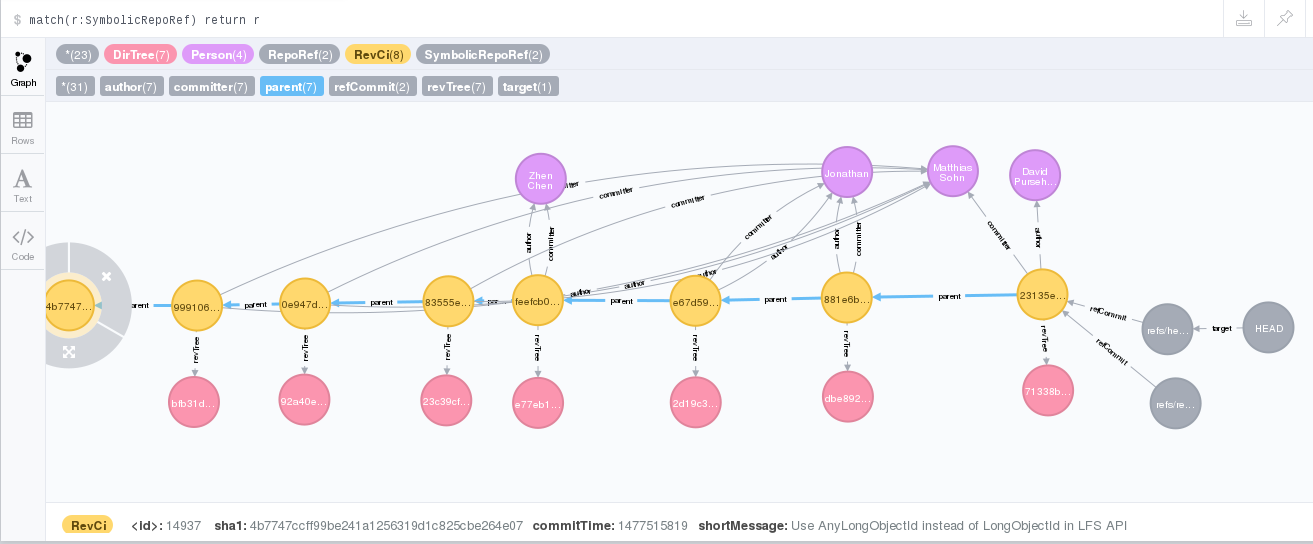 $ match(r:SymbolicRepoRef) return r
Graph
Rows
Text
Code
*(23) DirTree(7) Person(4) RepoRef(2) RevCi(8) SymbolicRepoRef(2)
*(31) author(7) committer(7) parent(7) refCommit(2) revTree(7) target(1)
Zhen
Chen
Jonathan
Matthias
Sohn
David
Purseh...
committer
committer
committer
author
committer
committer
author
author
committer
committer
author
author
author
4b7747...
parent
999106...
parent
0e947d...
parent
83555e...
feefcb0...
parent
e67d59...
parent
881e6b...
parent
23135e...
refCommit
refCommit
refs/he...
target
HEAD
refs/re...
revTree
revTree
revTree
revTree
revTree
revTree
revTree
bfb31d...
92a40e...
23c39cf...
e77eb1...
2d19c3...
dbe892...
71338b...
RevCi <id>: 14937 sha1: 4b7747ccff99be241a1256319d1c825cbe264e07 commitTime: 1477515819 shortMessage: Use AnyLongObjectId instead of LongObjectId in LFS API